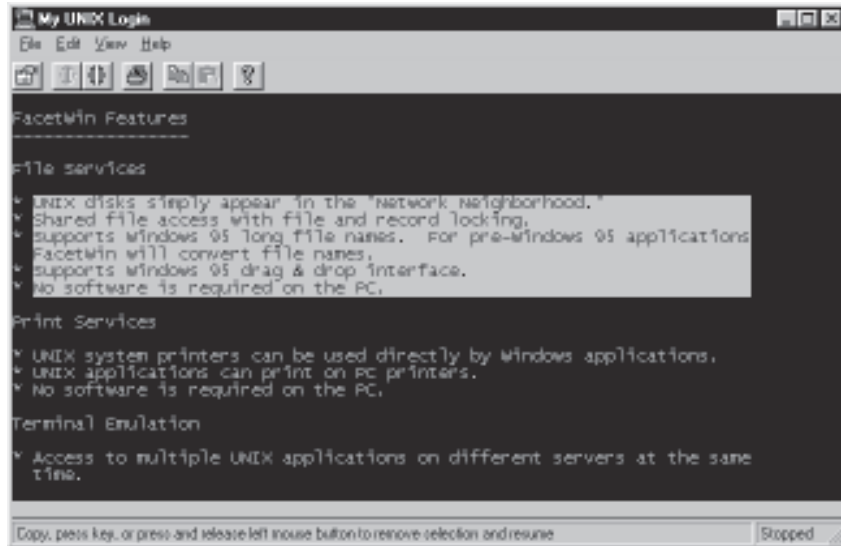 My UNIX Login
File Edit View Help
FacetWin Features
------------------
File Services
* UNIX disks simply appear in the "Network Neighborhood."
* Shared file access with file and record locking.
* Supports Windows 95 long file names. For pre-Windows 95 applications
FacetWin will convert file names.
* Supports Windows 95 drag & drop interface.
* No software is required on the PC.
Print Services
* UNIX system printers can be used directly by Windows applications.
* UNIX applications can print on PC printers.
* No software is required on the PC.
Terminal Emulation
* Access to multiple UNIX applications on different servers at the same
time.
Copy, press key, or press and release left mouse button to remove selection and resume
Stopped